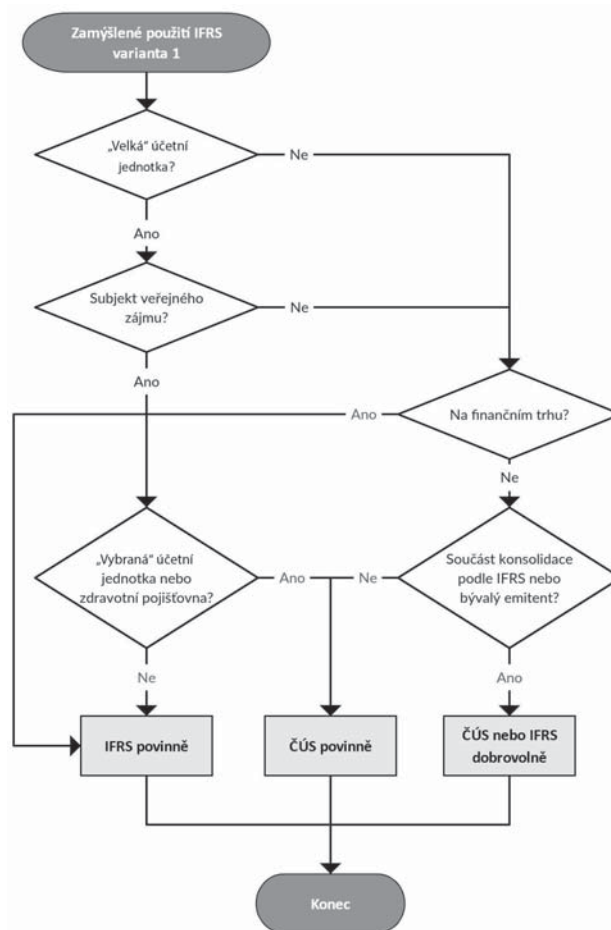 Zamýšlené použití IFRS
varianta 1
„Velká“ účetní
jednotka?
Ne
Ano
Subjekt veřejného
zájmu?
Ne
Ano
Ano
Na finančním trhu?
Ne
„Vybraná“ účetní
jednotka nebo
zdravotní pojišťovna?
Ano
Ne
Součást konsolidace
podle IFRS nebo
bývalý emitent?
Ne
Ano
IFRS povinně
ČÚS povinně
ČÚS nebo IFRS
dobrovolně
Konec